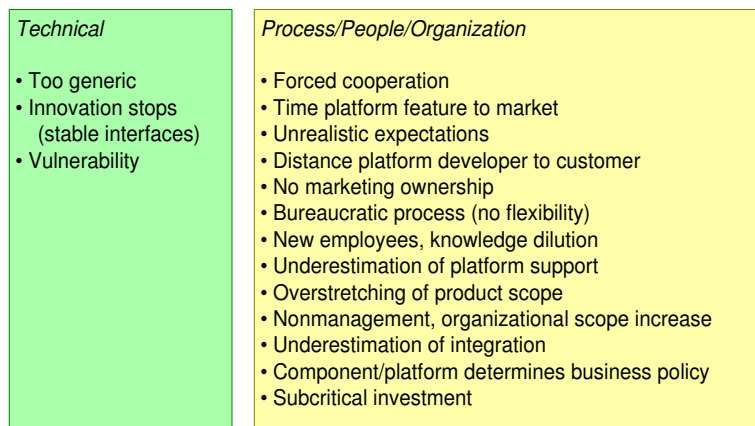 Technical
• Too generic
• Innovation stops
(stable interfaces)
• Vulnerability
Process/People/Organization
• Forced cooperation
• Time platform feature to market
• Unrealistic expectations
• Distance platform developer to customer
• No marketing ownership
• Bureaucratic process (no flexibility)
• New employees, knowledge dilution
• Underestimation of platform support
• Overstretching of product scope
• Nonmanagement, organizational scope increase
• Underestimation of integration
• Component/platform determines business policy
• Subcritical investment